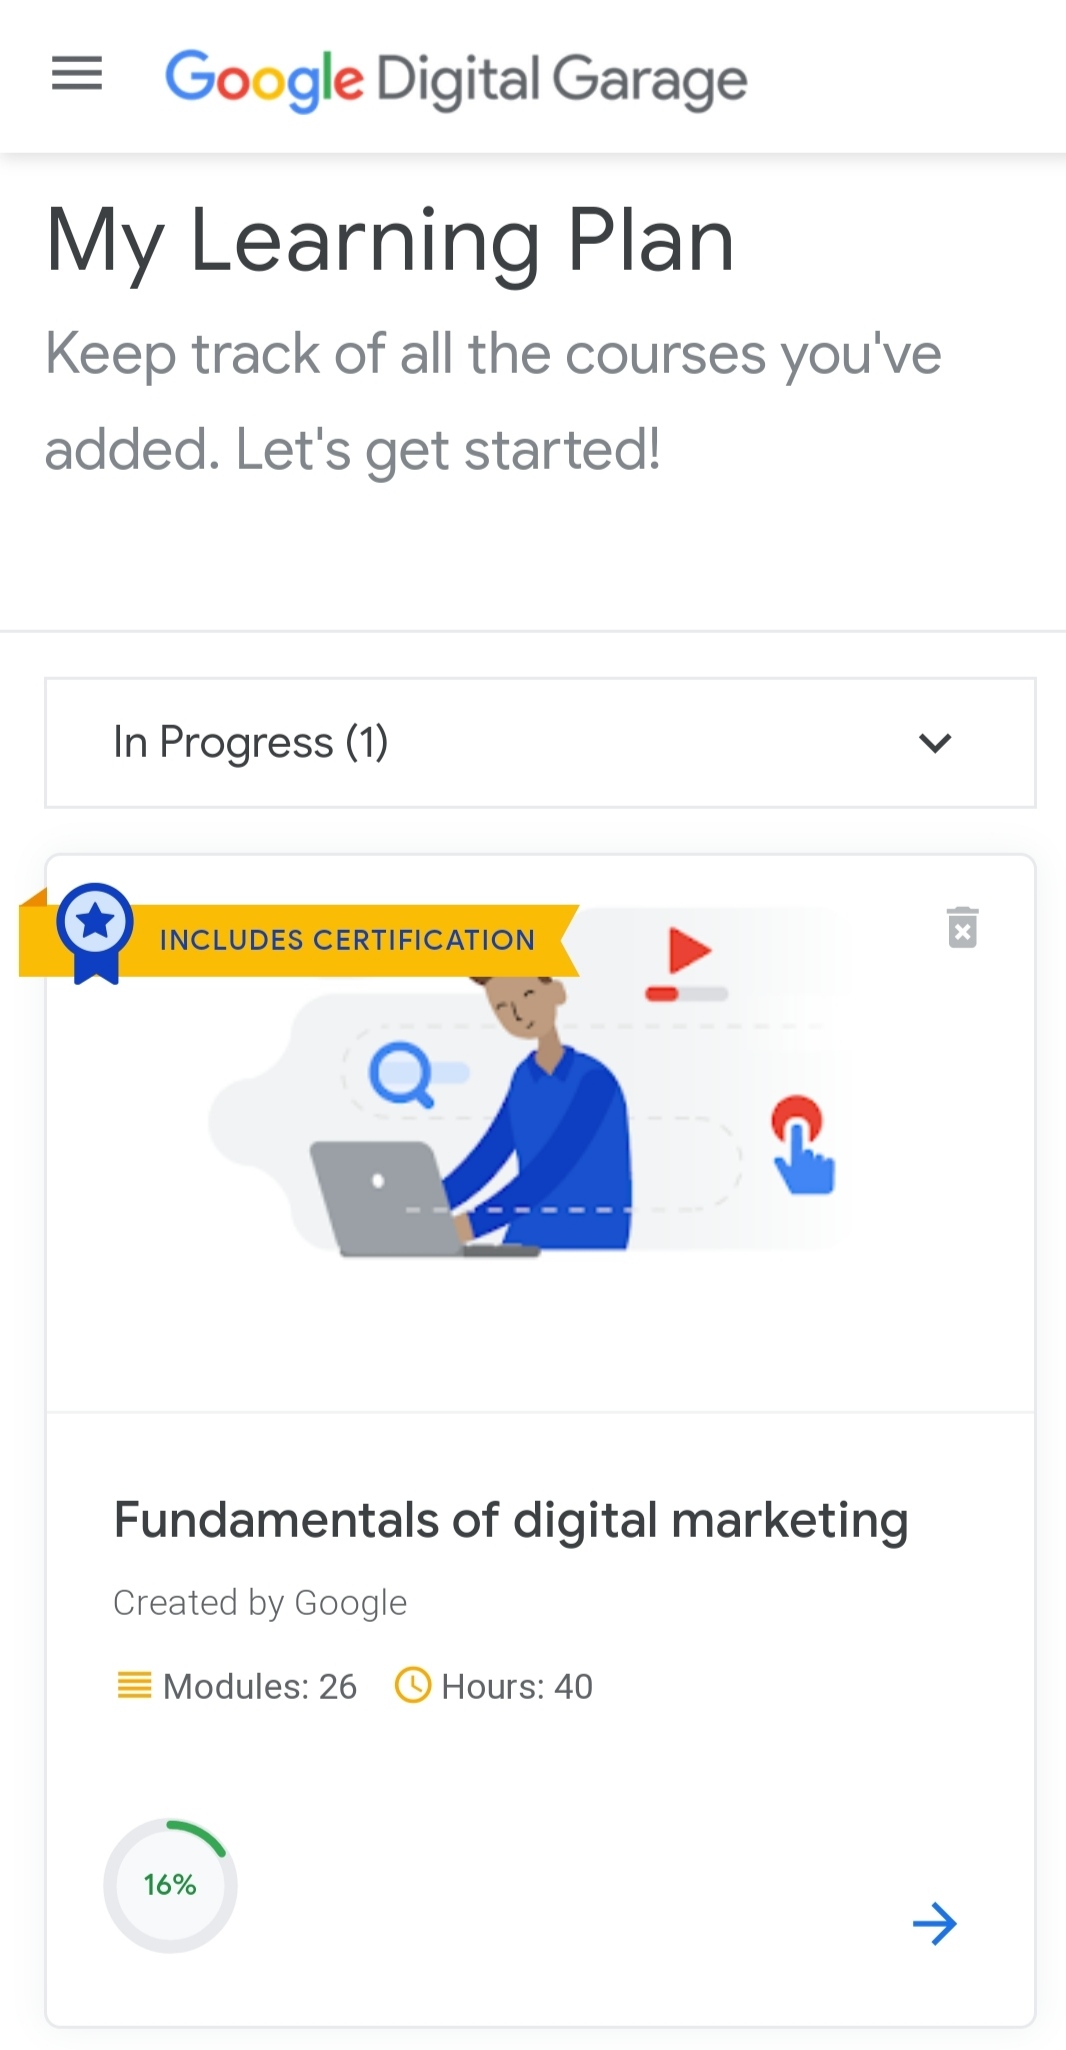 Google Digital Garage
My Learning Plan
Keep track of all the courses you've
added. Let's get started!
In Progress (1)
INCLUDES CERTIFICATION
Fundamentals of digital marketing
Created by Google
Modules: 26 Hours: 40
16%